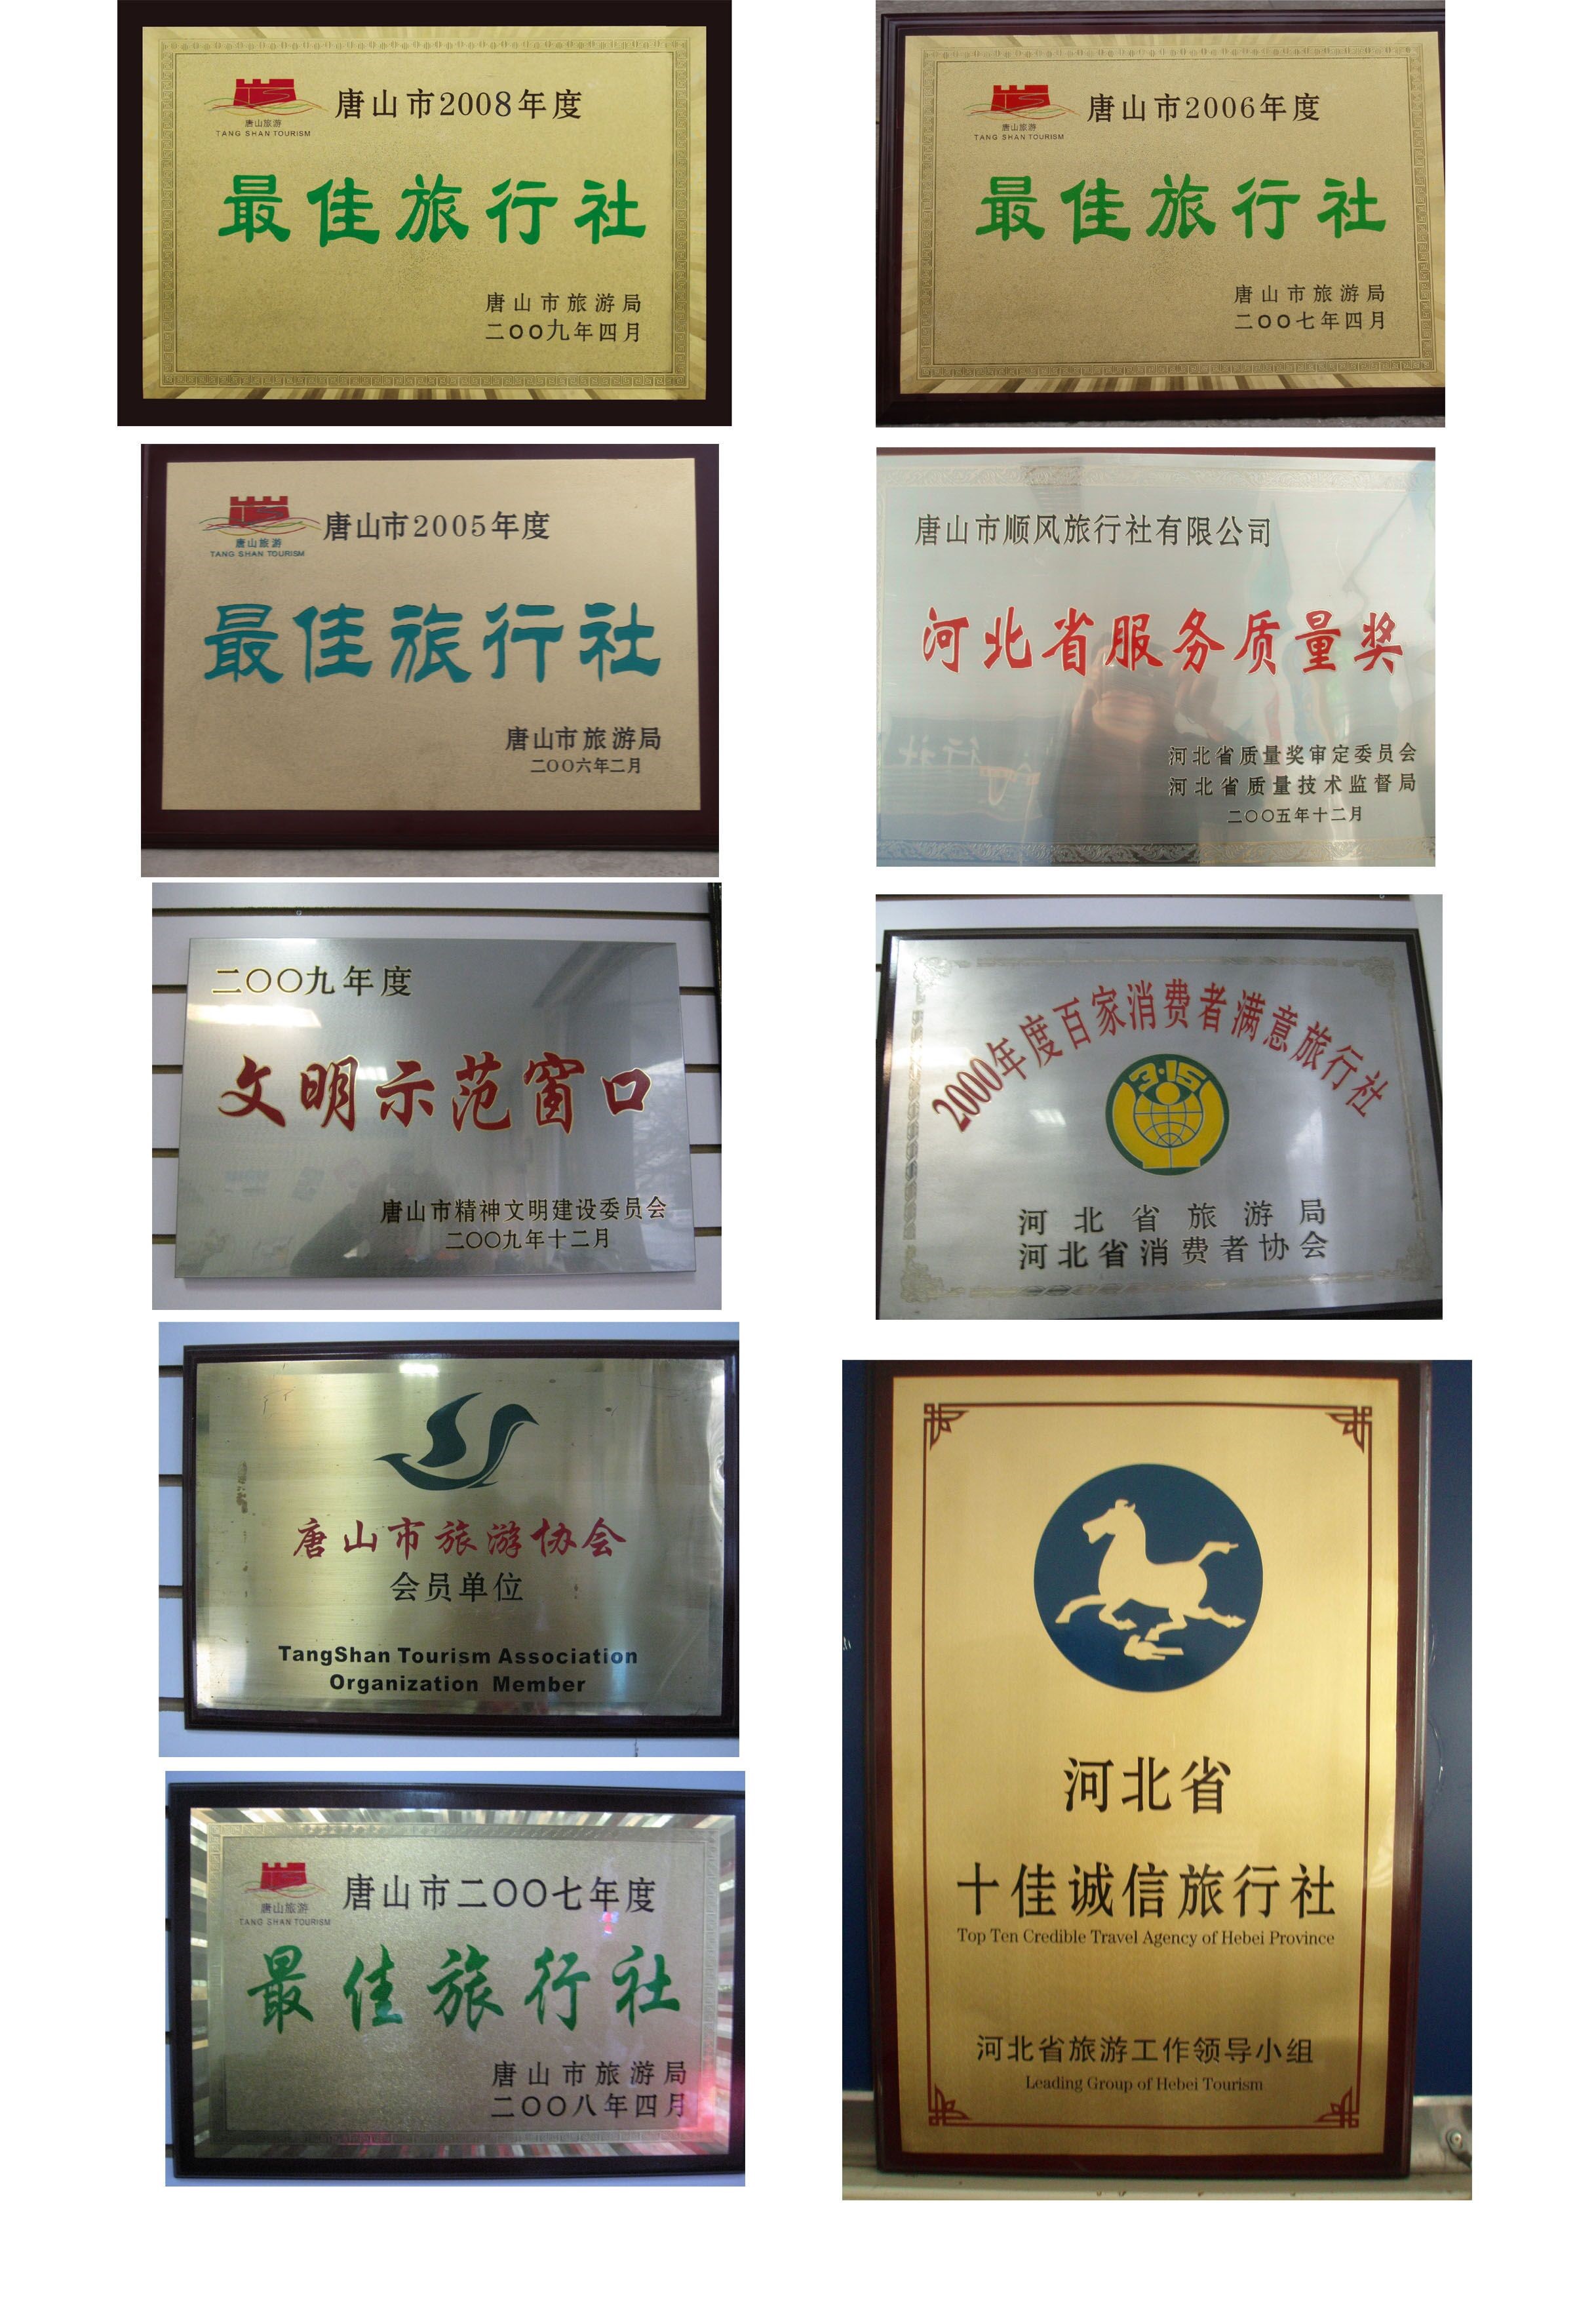 唐山市2008年度
唐山旅游
TANG SHAN TOURISM
最佳旅行社
唐山市旅游局
二〇〇九年四月
唐山市2006年度
唐山旅游
TANG SHAN TOURISM
最佳旅行社
唐山市旅游局
二〇〇七年四月
唐山市2005年度
唐山旅游
TANG SHAN TOURISM
最佳旅行社
唐山市旅游局
二〇〇六年二月
唐山市顺风旅行社有限公司
河北省服务质量奖
河北省质量奖审定委员会
河北省质量技术监督局
二〇〇五年十二月
二〇〇九年度
文明示范窗口
唐山市精神文明建设委员会
二〇〇九年十二月
2000年度百家消费者满意旅行社
3·15
河北省旅游局
河北省消费者协会
唐山市旅游协会
会员单位
TangShan Tourism Association
Organization Member
河北省
十佳诚信旅行社
Top Ten Credible Travel Agency of Hebei Province
河北省旅游工作领导小组
Leading Group of Hebei Tourism
唐山市二〇〇七年度
唐山旅游
TANG SHAN TOURISM
最佳旅行社
唐山市旅游局
二〇〇八年四月